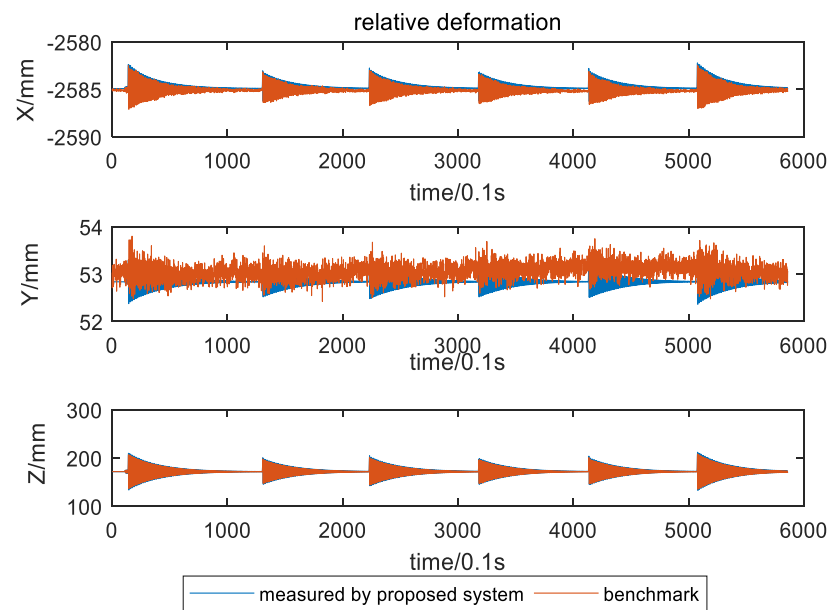 relative deformation
X/mm
-2580
-2585
-2590
0 1000 2000 3000 4000 5000 6000
time/0.1s
Y/mm
54
53
52
0 1000 2000 3000 4000 5000 6000
time/0.1s
Z/mm
300
200
100
0 1000 2000 3000 4000 5000 6000
time/0.1s
measured by proposed system benchmark